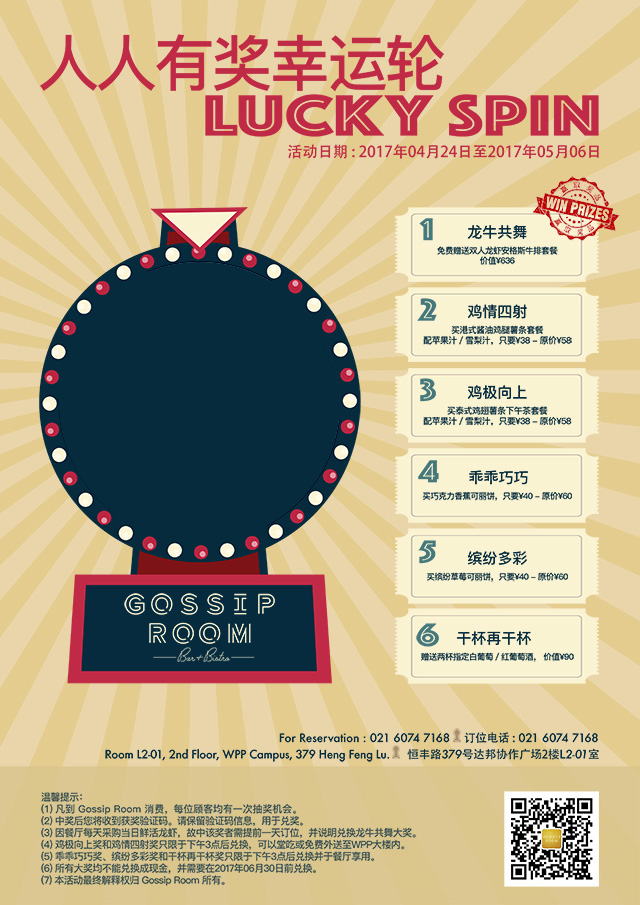 人人有奖幸运轮
LUCKY SPIN
活动日期 : 2017年04月24日至2017年05月06日
WIN PRIZES
1 龙牛共舞
免费赠送双人龙虾安格斯牛排套餐
价值¥636
2 鸡情四射
买港式酱油鸡腿薯条套餐
配苹果汁 / 雪梨汁，只要¥38 – 原价¥58
3 鸡极向上
买泰式鸡翅薯条下午茶套餐
配苹果汁 / 雪梨汁，只要¥38 – 原价¥58
4 乖乖巧巧
买巧克力香蕉可丽饼，只要¥40 – 原价¥60
5 缤纷多彩
买缤纷草莓可丽饼，只要¥40 – 原价¥60
6 干杯再干杯
赠送两杯指定白葡萄 / 红葡萄酒， 价值¥90
GOSSIP
ROOM
Bar + Bistro
For Reservation : 021 6074 7168 订位电话 : 021 6074 7168
Room L2-01, 2nd Floor, WPP Campus, 379 Heng Feng Lu. 恒丰路379号达邦协作广场2楼L2-01室
温馨提示：
(1) 凡到 Gossip Room 消费，每位顾客均有一次抽奖机会。
(2) 中奖后您将收到获奖验证码。请保留验证码信息，用于兑奖。
(3) 因餐厅每天采购当日鲜活龙虾，故中该奖者需提前一天订位，并说明兑换龙牛共舞大奖。
(4) 鸡极向上奖和鸡情四射奖只限于下午3点后兑换，可以堂吃或免费外送至WPP大楼内。
(5) 乖乖巧巧奖、缤纷多彩奖和干杯再干杯奖只限于下午3点后兑换并于餐厅享用。
(6) 所有大奖均不能兑换成现金，并需要在2017年06月30日前兑换。
(7) 本活动最终解释权归 Gossip Room 所有。